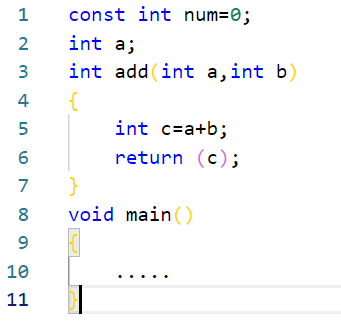 1 const int num=0;
2 int a;
3 int add(int a,int b)
4 {
5 int c=a+b;
6 return (c);
7 }
8 void main()
9 {
10 .....
11 }